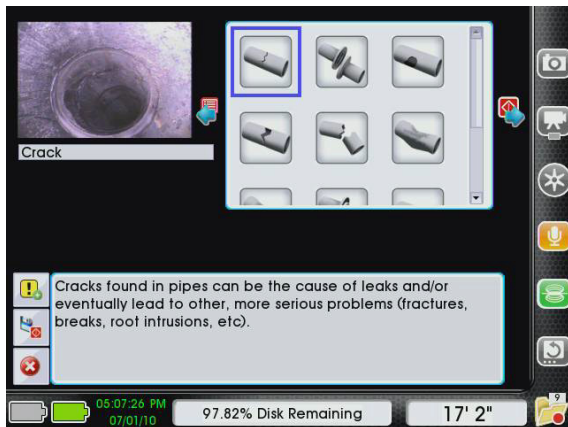 Crack
Cracks found in pipes can be the cause of leaks and/or
eventually lead to other, more serious problems (fractures,
breaks, root intrusions, etc).
05:07:26 PM
07/01/10
97.82% Disk Remaining
17' 2"
9